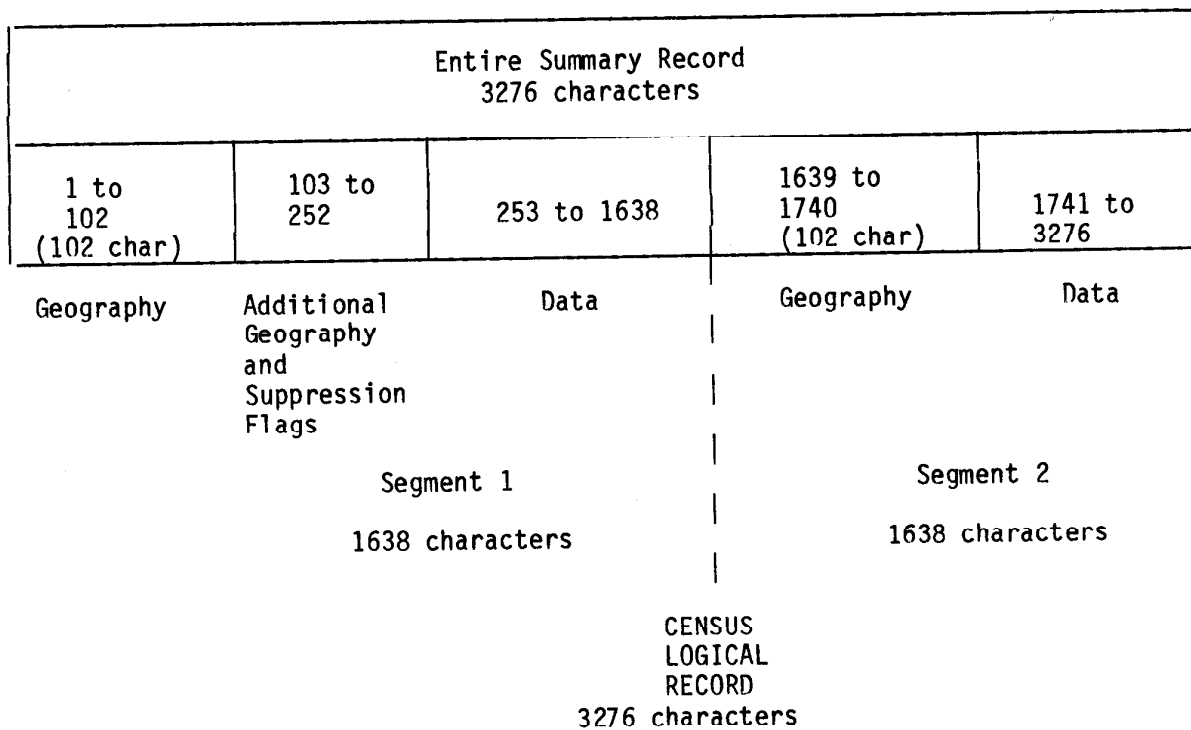 Entire Summary Record
3276 characters
1 to
102
(102 char)
103 to
252
253 to 1638
1639 to
1740
(102 char)
1741 to
3276
Geography
Additional
Geography
and
Suppression
Flags
Data
Geography
Data
Segment 1
1638 characters
Segment 2
1638 characters
CENSUS
LOGICAL
RECORD
3276 characters